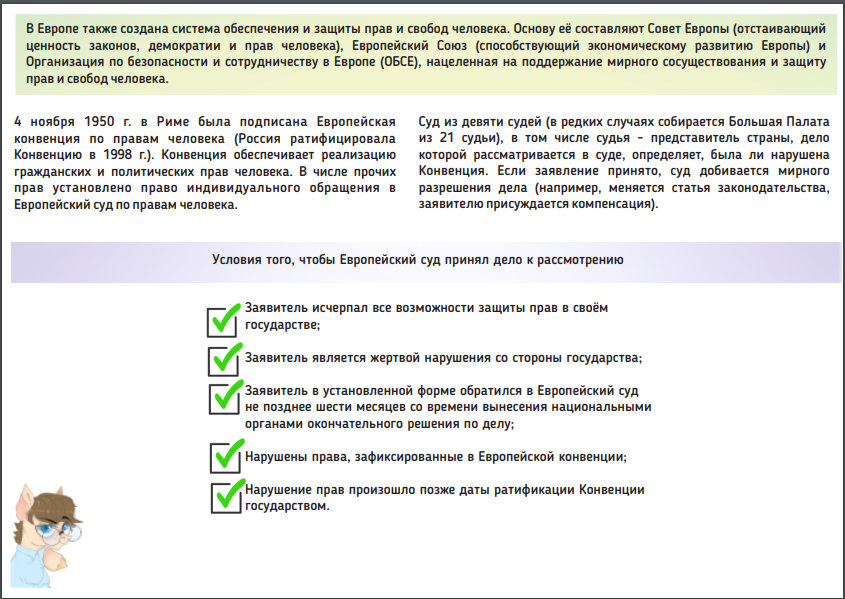 В Европе также создана система обеспечения и защиты прав и свобод человека. Основу её составляют Совет Европы (отстаивающий
ценность законов, демократии и прав человека), Европейский Союз (способствующий экономическому развитию Европы) и
Организация по безопасности и сотрудничеству в Европе (ОБСЕ), нацеленная на поддержание мирного сосуществования и защиту
прав и свобод человека.
4 ноября 1950 г. в Риме была подписана Европейская
конвенция по правам человека (Россия ратифицировала
Конвенцию в 1998 г.). Конвенция обеспечивает реализацию
гражданских и политических прав человека. В числе прочих
прав установлено право индивидуального обращения в
Европейский суд по правам человека.
Суд из девяти судей (в редких случаях собирается Большая Палата
из 21 судьи), в том числе судья – представитель страны, дело
которой рассматривается в суде, определяет, была ли нарушена
Конвенция. Если заявление принято, суд добивается мирного
разрешения дела (например, меняется статья законодательства,
заявителю присуждается компенсация).
Условия того, чтобы Европейский суд принял дело к рассмотрению
Заявитель исчерпал все возможности защиты прав в своём
государстве;
Заявитель является жертвой нарушения со стороны государства;
Заявитель в установленной форме обратился в Европейский суд
не позднее шести месяцев со времени вынесения национальными
органами окончательного решения по делу;
Нарушены права, зафиксированные в Европейской конвенции;
Нарушение прав произошло позже даты ратификации Конвенции
государством.